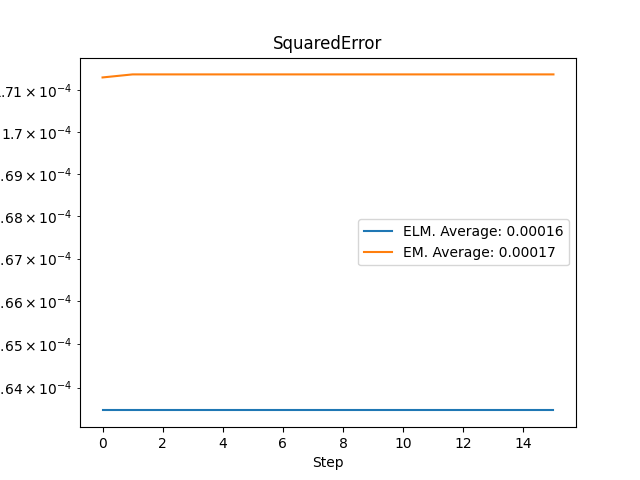 SquaredError
.71 × 10⁻⁴
1.7 × 10⁻⁴
.69 × 10⁻⁴
.68 × 10⁻⁴
.67 × 10⁻⁴
.66 × 10⁻⁴
.65 × 10⁻⁴
.64 × 10⁻⁴
ELM. Average: 0.00016
EM. Average: 0.00017
0 2 4 6 8 10 12 14
Step